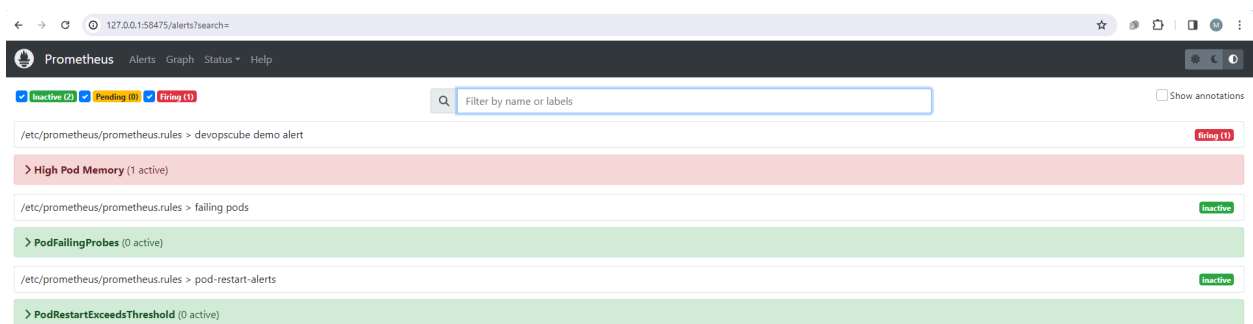 127.0.0.1:58475/alerts?search=
M
Prometheus Alerts Graph Status Help
Inactive (2) Pending (0) Firing (1) Filter by name or labels Show annotations
/etc/prometheus/prometheus.rules > devopscube demo alert firing (1)
High Pod Memory (1 active)
/etc/prometheus/prometheus.rules > failing pods inactive
PodFailingProbes (0 active)
/etc/prometheus/prometheus.rules > pod-restart-alerts inactive
PodRestartExceedsThreshold (0 active)